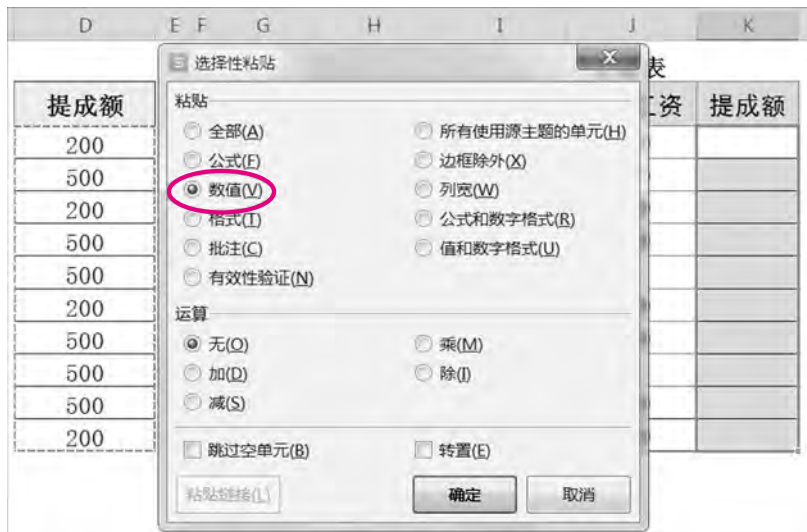 D E F G H I J K
选择性粘贴
表
提成额 工资 提成额
粘贴
全部(A) 所有使用源主题的单元(H)
200
公式(F) 边框除外(X)
500
数值(V) 列宽(W)
200
格式(T) 公式和数字格式(R)
500
批注(C) 值和数字格式(U)
500
有效性验证(N)
200
运算
500
无(O) 乘(M)
500
加(D) 除(I)
500
减(S)
200
跳过空单元(B) 转置(E)
粘贴链接(L) 确定 取消